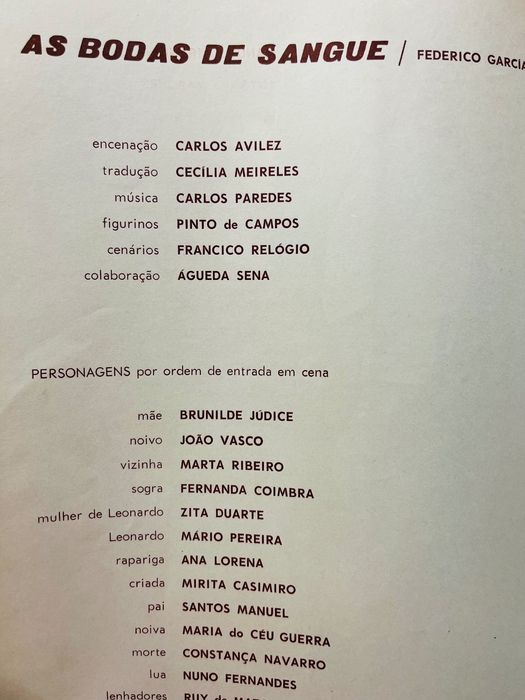 AS BODAS DE SANGUE / FEDERICO GARCÍA
encenação CARLOS AVILEZ
tradução CECÍLIA MEIRELES
música CARLOS PAREDES
figurinos PINTO de CAMPOS
cenários FRANCICO RELÓGIO
colaboração ÁGUEDA SENA
PERSONAGENS por ordem de entrada em cena
mãe BRUNILDE JÚDICE
noivo JOÃO VASCO
vizinha MARTA RIBEIRO
sogra FERNANDA COIMBRA
mulher de Leonardo ZITA DUARTE
Leonardo MÁRIO PEREIRA
rapariga ANA LORENA
criada MIRITA CASIMIRO
pai SANTOS MANUEL
noiva MARIA do CÉU GUERRA
morte CONSTANÇA NAVARRO
lua NUNO FERNANDES
lenhadores RUY de